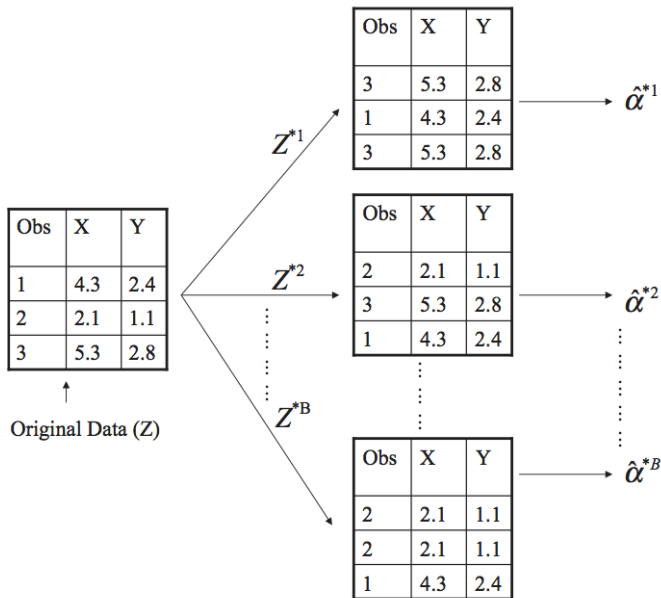 Obs X Y
3 5.3 2.8
1 4.3 2.4
3 5.3 2.8
α̂*1
Z*1
Obs X Y
1 4.3 2.4
2 2.1 1.1
3 5.3 2.8
Original Data (Z)
Z*2
Obs X Y
2 2.1 1.1
3 5.3 2.8
1 4.3 2.4
α̂*2
Z*B
Obs X Y
2 2.1 1.1
2 2.1 1.1
1 4.3 2.4
α̂*B